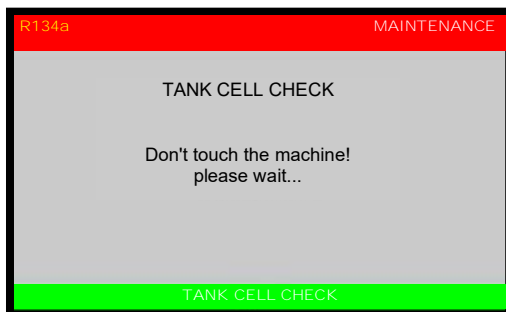 R134a MAINTENANCE
TANK CELL CHECK
Don't touch the machine!
please wait...
TANK CELL CHECK